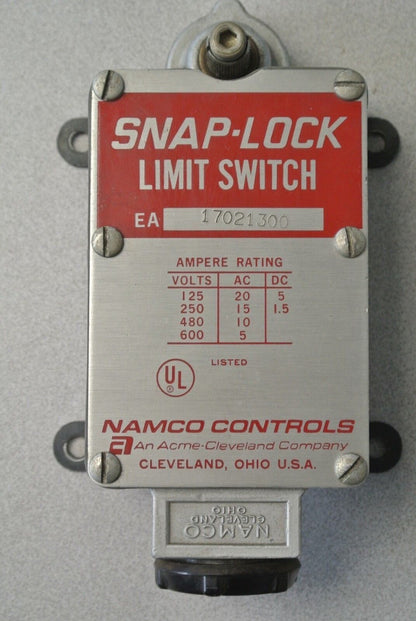 SNAP-LOCK
LIMIT SWITCH
EA 17021300
AMPERE RATING
VOLTS AC DC
125 20 5
250 15 1.5
480 10
600 5
LISTED
UL
NAMCO CONTROLS
An Acme-Cleveland Company
CLEVELAND, OHIO U.S.A.
NAMCO
CLEVELAND
OHIO